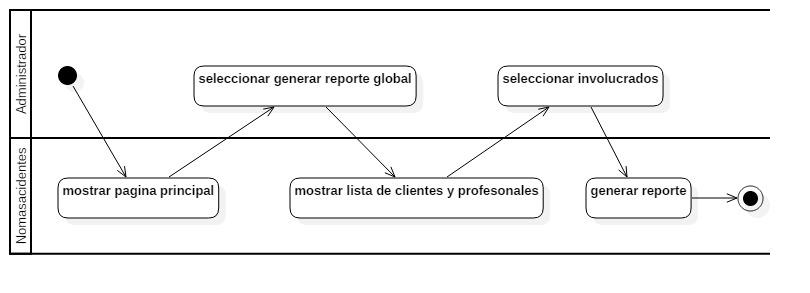 Administrador
seleccionar generar reporte global
seleccionar involucrados
Nomasacidentes
mostrar pagina principal
mostrar lista de clientes y profesonales
generar reporte